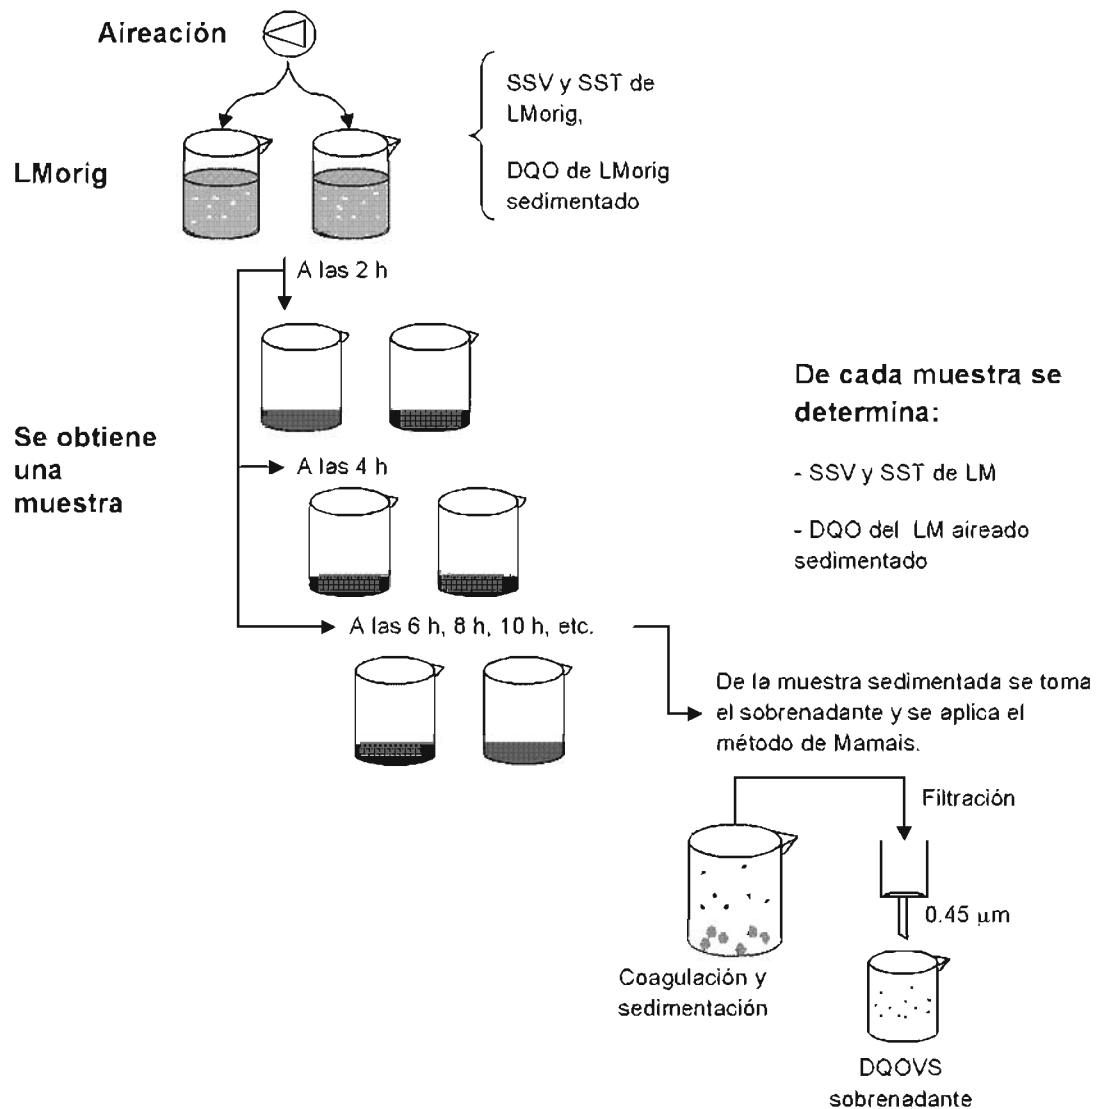 Aireación
SSV y SST de
LMorig,
DQO de LMorig
sedimentado
LMorig
A las 2 h
Se obtiene
una
muestra
A las 4 h
De cada muestra se
determina:
- SSV y SST de LM
- DQO del LM aireado
sedimentado
A las 6 h, 8 h, 10 h, etc.
De la muestra sedimentada se toma
el sobrenadante y se aplica el
método de Mamais.
Filtración
0.45 µm
Coagulación y
sedimentación
DQOVS
sobrenadante